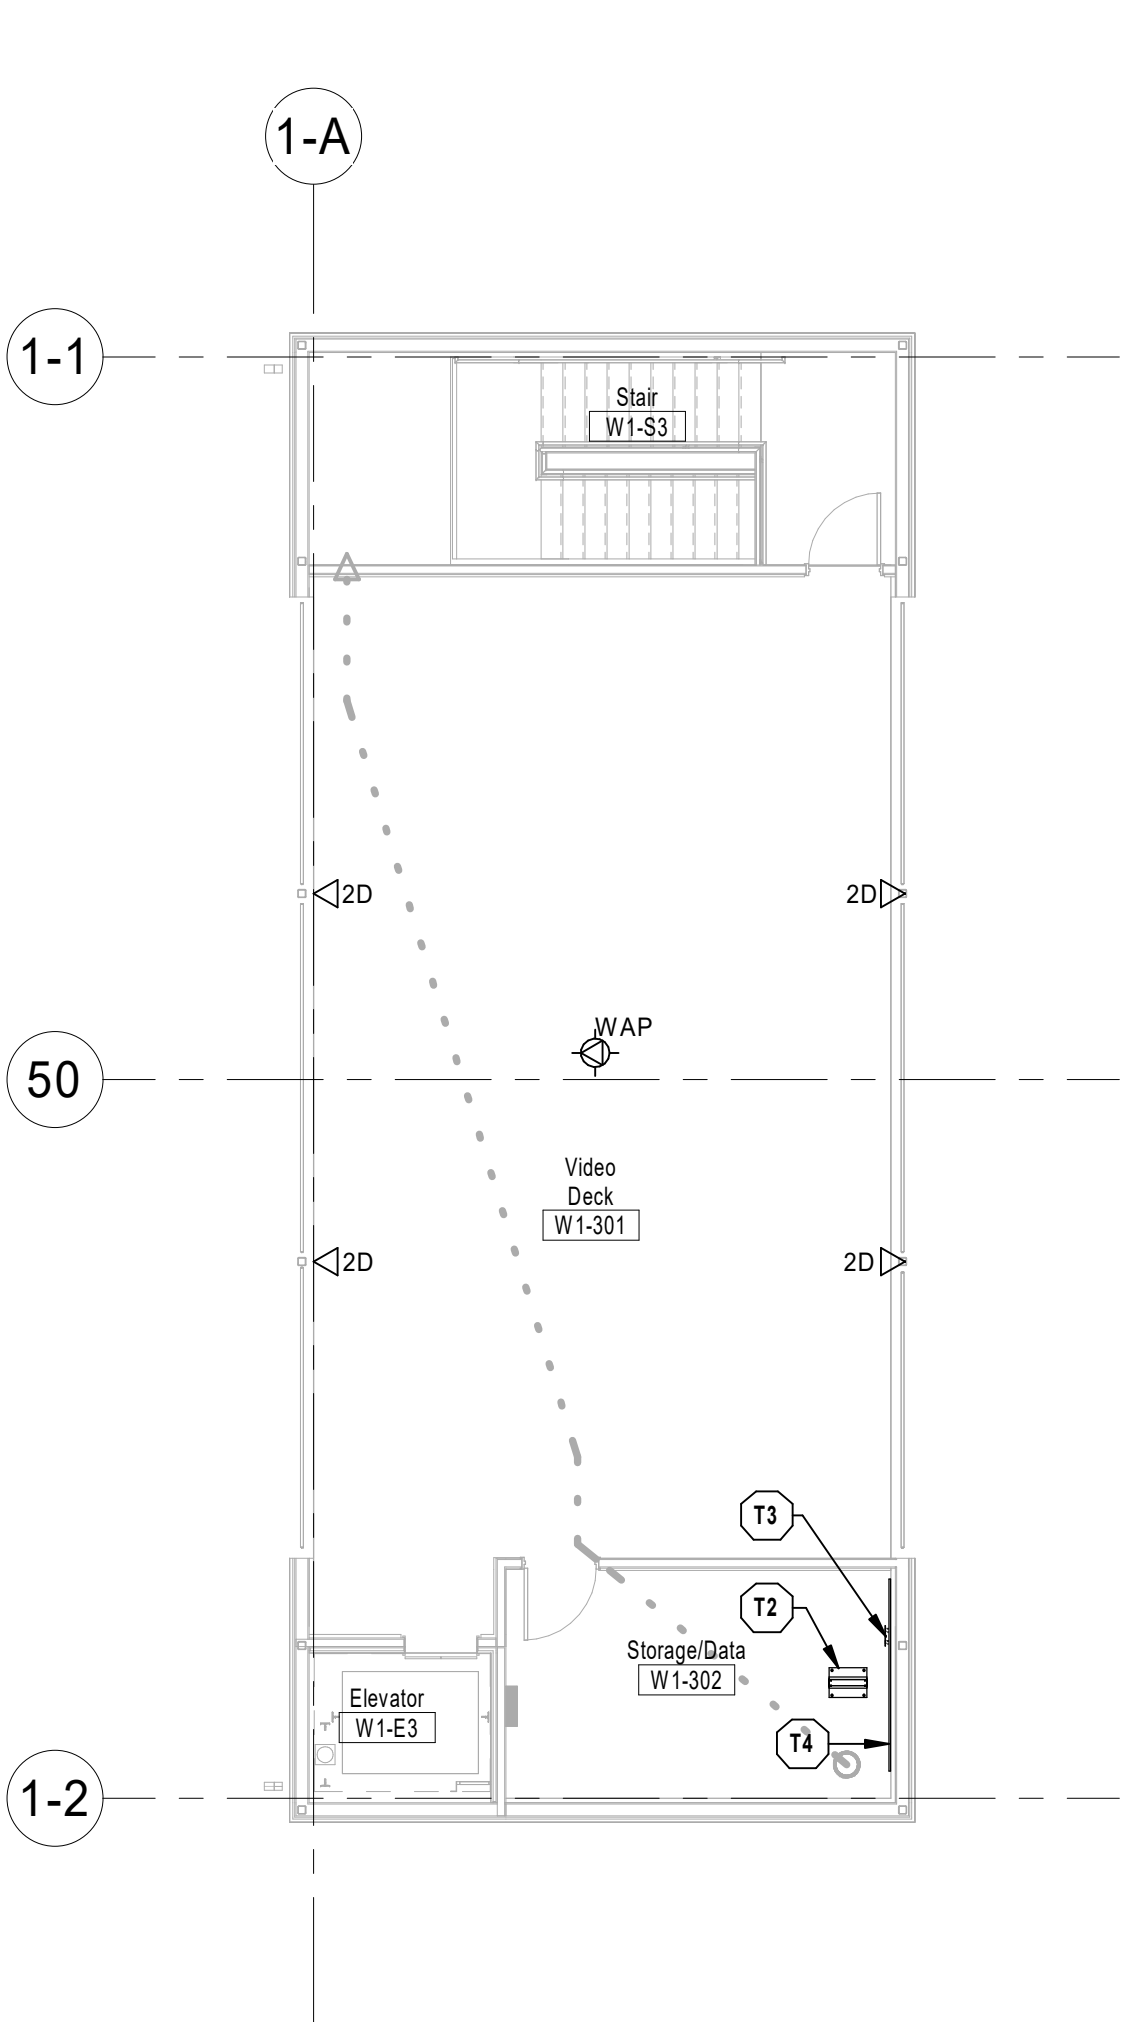 1-A
1-1
Stair
W1-S3
2D
2D
WAP
50
Video
Deck
W1-301
2D
2D
T3
T2
Storage/Data
W1-302
Elevator
W1-E3
T4
1-2